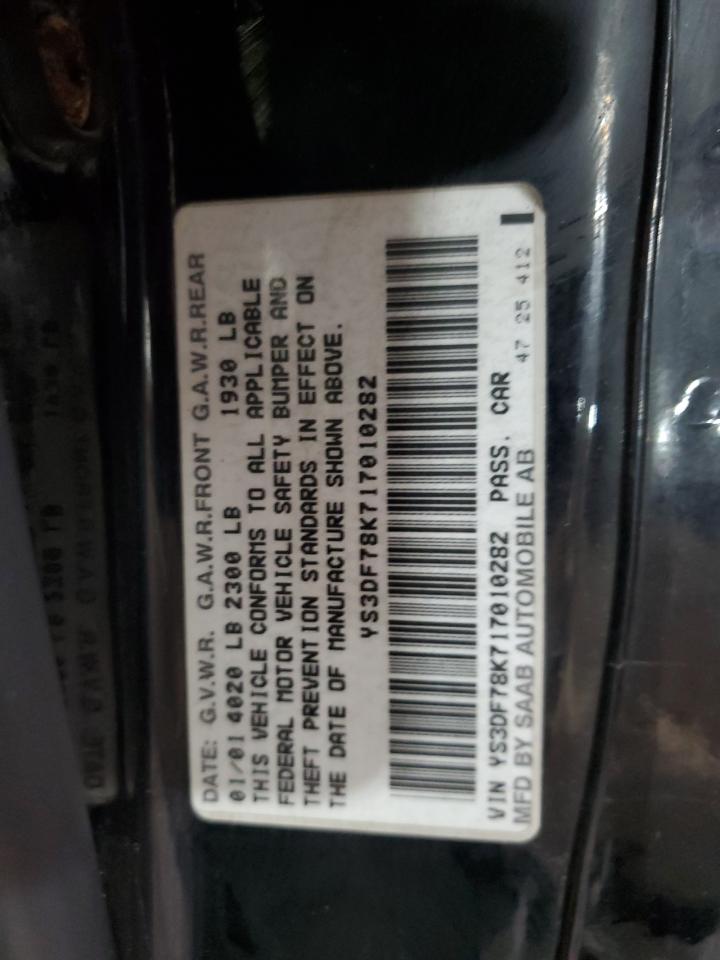 DATE: G.V.W.R. G.A.W.R.FRONT G.A.W.R.REAR
01/01 4020 LB 2300 LB 1930 LB
THIS VEHICLE CONFORMS TO ALL APPLICABLE
FEDERAL MOTOR VEHICLE SAFETY BUMPER AND
THEFT PREVENTION STANDARDS IN EFFECT ON
THE DATE OF MANUFACTURE SHOWN ABOVE.
YS3DF78K717010282
VIN YS3DF78K717010282 PASS. CAR
MFD BY SAAB AUTOMOBILE AB 47 25 412